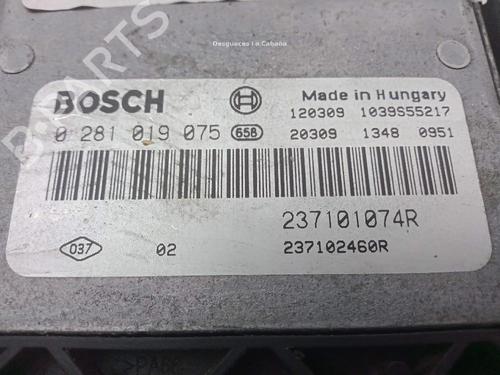 Desguaces La Cabaña
B-PARTS
BOSCH
Made in Hungary
120309 1039S55217
0 281 019 075 658
20309 1348 0951
237101074R
037 02 237102460R